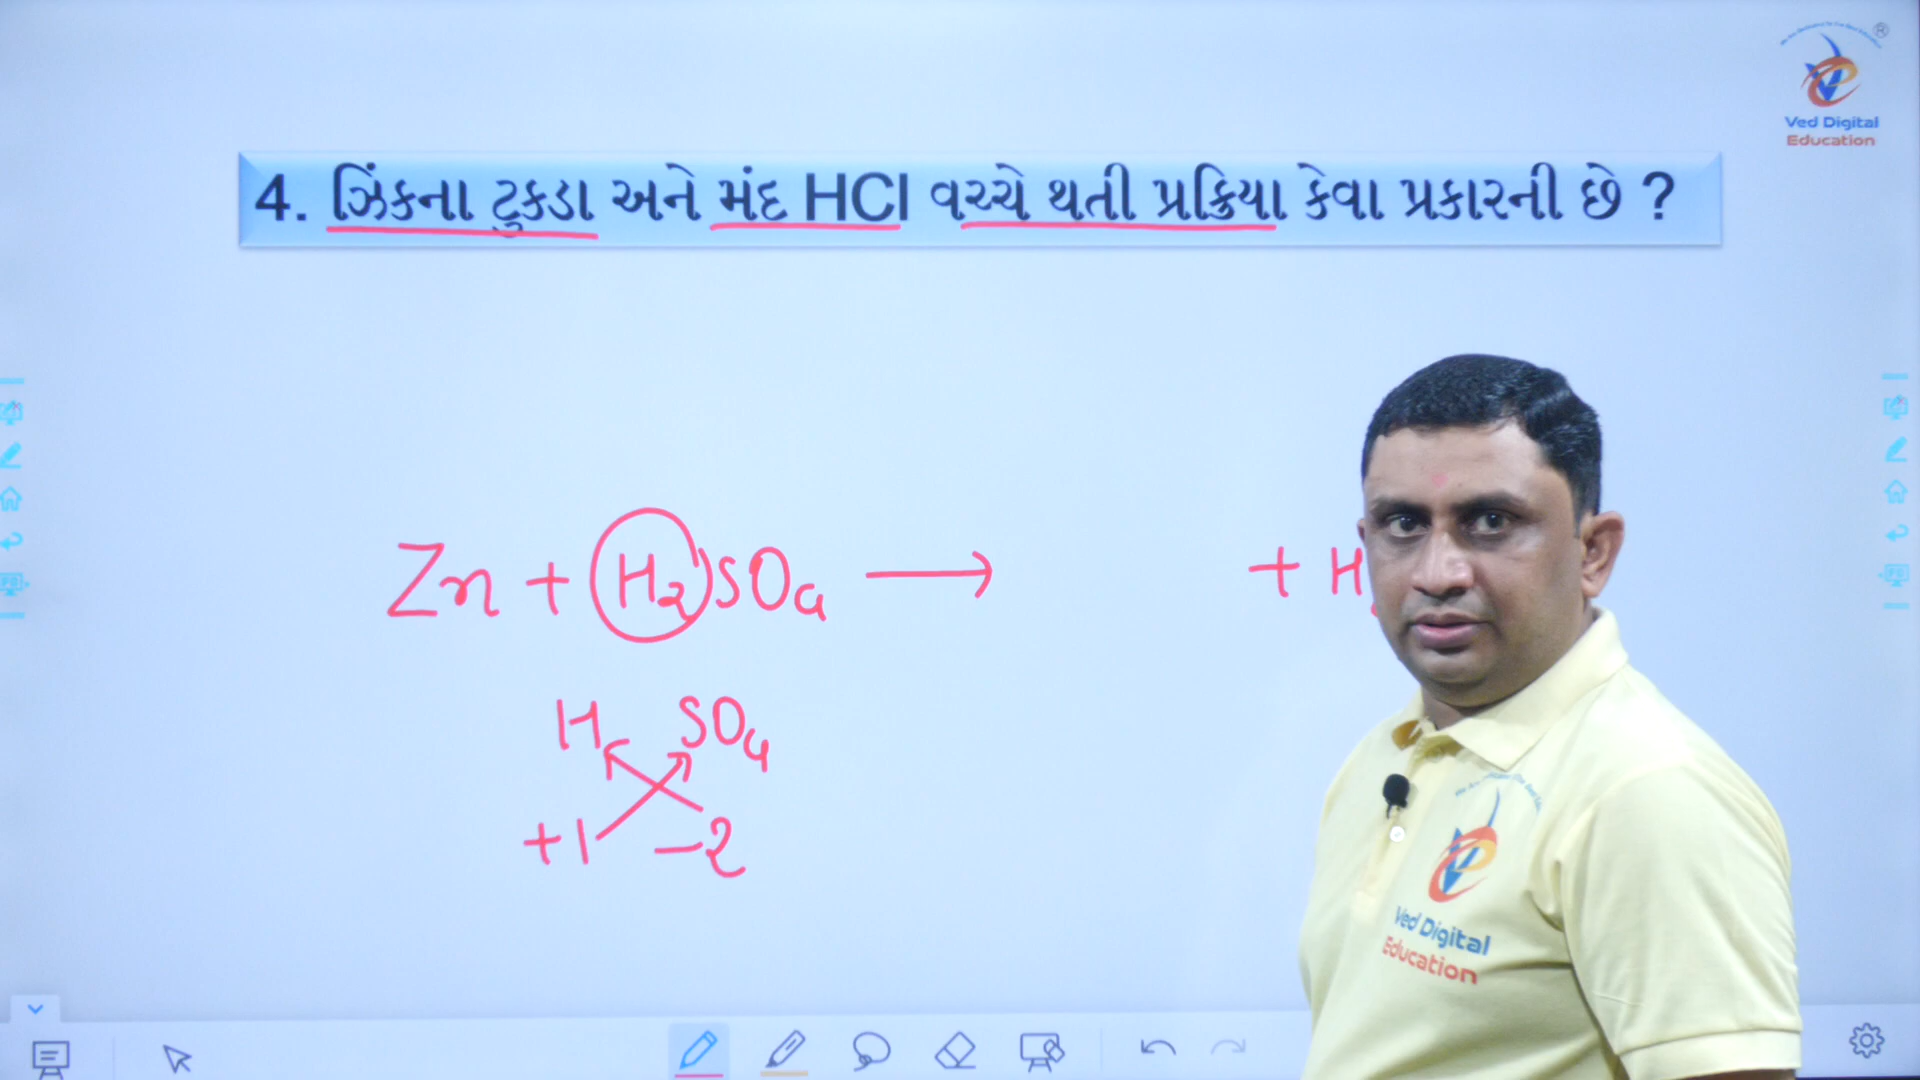 Ved Digital
Education
4. ઝિંકના ટુકડા અને મંદ HCl વચ્ચે થતી પ્રક્રિયા કેવા પ્રકારની છે ?
Zn + H₂SO₄ → + H
H SO₄
+1 -2
Ved Digital
Education